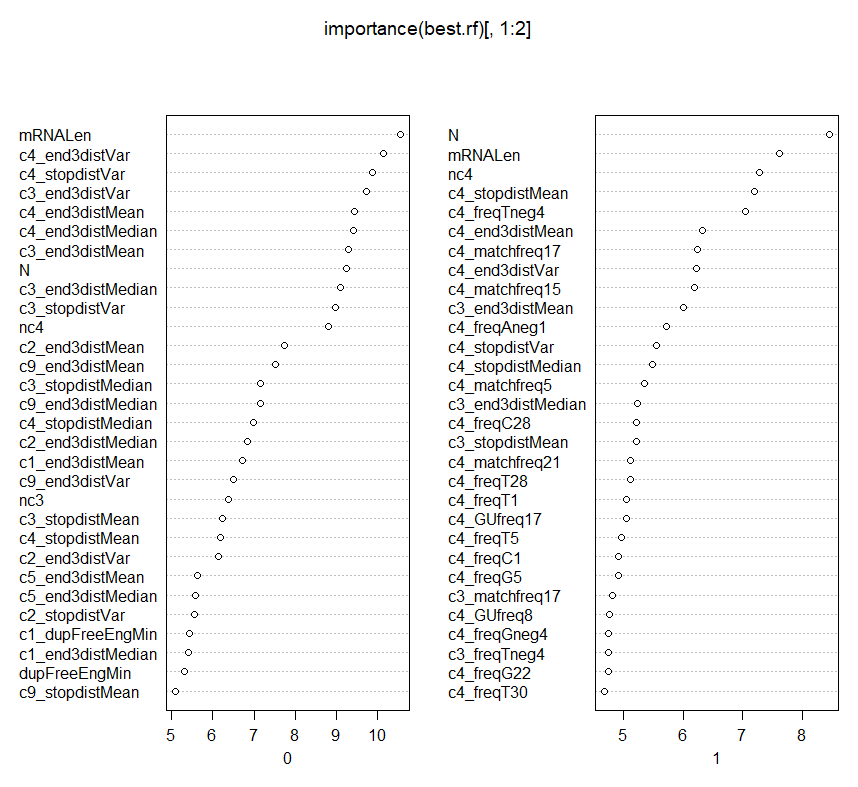 importance(best.rf)[, 1:2]
mRNALen
c4_end3distVar
c4_stopdistVar
c3_end3distVar
c4_end3distMean
c4_end3distMedian
c3_end3distMean
N
c3_end3distMedian
c3_stopdistVar
nc4
c2_end3distMean
c9_end3distMean
c3_stopdistMedian
c9_end3distMedian
c4_stopdistMedian
c2_end3distMedian
c1_end3distMean
c9_end3distVar
nc3
c3_stopdistMean
c4_stopdistMean
c2_end3distVar
c5_end3distMean
c5_end3distMedian
c2_stopdistVar
c1_dupFreeEngMin
c1_end3distMedian
dupFreeEngMin
c9_stopdistMean
5 6 7 8 9 10
0
N
mRNALen
nc4
c4_stopdistMean
c4_freqTneg4
c4_end3distMean
c4_matchfreq17
c4_end3distVar
c4_matchfreq15
c3_end3distMean
c4_freqAneg1
c4_stopdistVar
c4_stopdistMedian
c4_matchfreq5
c3_end3distMedian
c4_freqC28
c3_stopdistMean
c4_matchfreq21
c4_freqT28
c4_freqT1
c4_GUfreq17
c4_freqT5
c4_freqC1
c4_freqG5
c3_matchfreq17
c4_GUfreq8
c4_freqGneg4
c3_freqTneg4
c4_freqG22
c4_freqT30
5 6 7 8
1